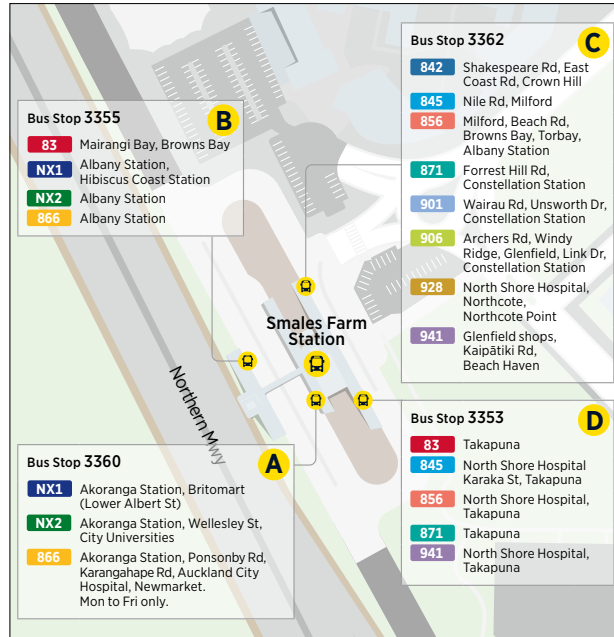 B
Bus Stop 3355
83 Mairangi Bay, Browns Bay
NX1 Albany Station,
Hibiscus Coast Station
NX2 Albany Station
866 Albany Station
C
Bus Stop 3362
842 Shakespeare Rd, East
Coast Rd, Crown Hill
845 Nile Rd, Milford
856 Milford, Beach Rd,
Browns Bay, Torbay,
Albany Station
871 Forrest Hill Rd,
Constellation Station
901 Wairau Rd, Unsworth Dr,
Constellation Station
906 Archers Rd, Windy
Ridge, Glenfield, Link Dr,
Constellation Station
928 North Shore Hospital,
Northcote,
Northcote Point
941 Glenfield shops,
Kaipātiki Rd,
Beach Haven
Smales Farm
Station
Northern Mwy
A
Bus Stop 3360
NX1 Akoranga Station, Britomart
(Lower Albert St)
NX2 Akoranga Station, Wellesley St,
City Universities
866 Akoranga Station, Ponsonby Rd,
Karangahape Rd, Auckland City
Hospital, Newmarket.
Mon to Fri only.
D
Bus Stop 3353
83 Takapuna
845 North Shore Hospital
Karaka St, Takapuna
856 North Shore Hospital,
Takapuna
871 Takapuna
941 North Shore Hospital,
Takapuna